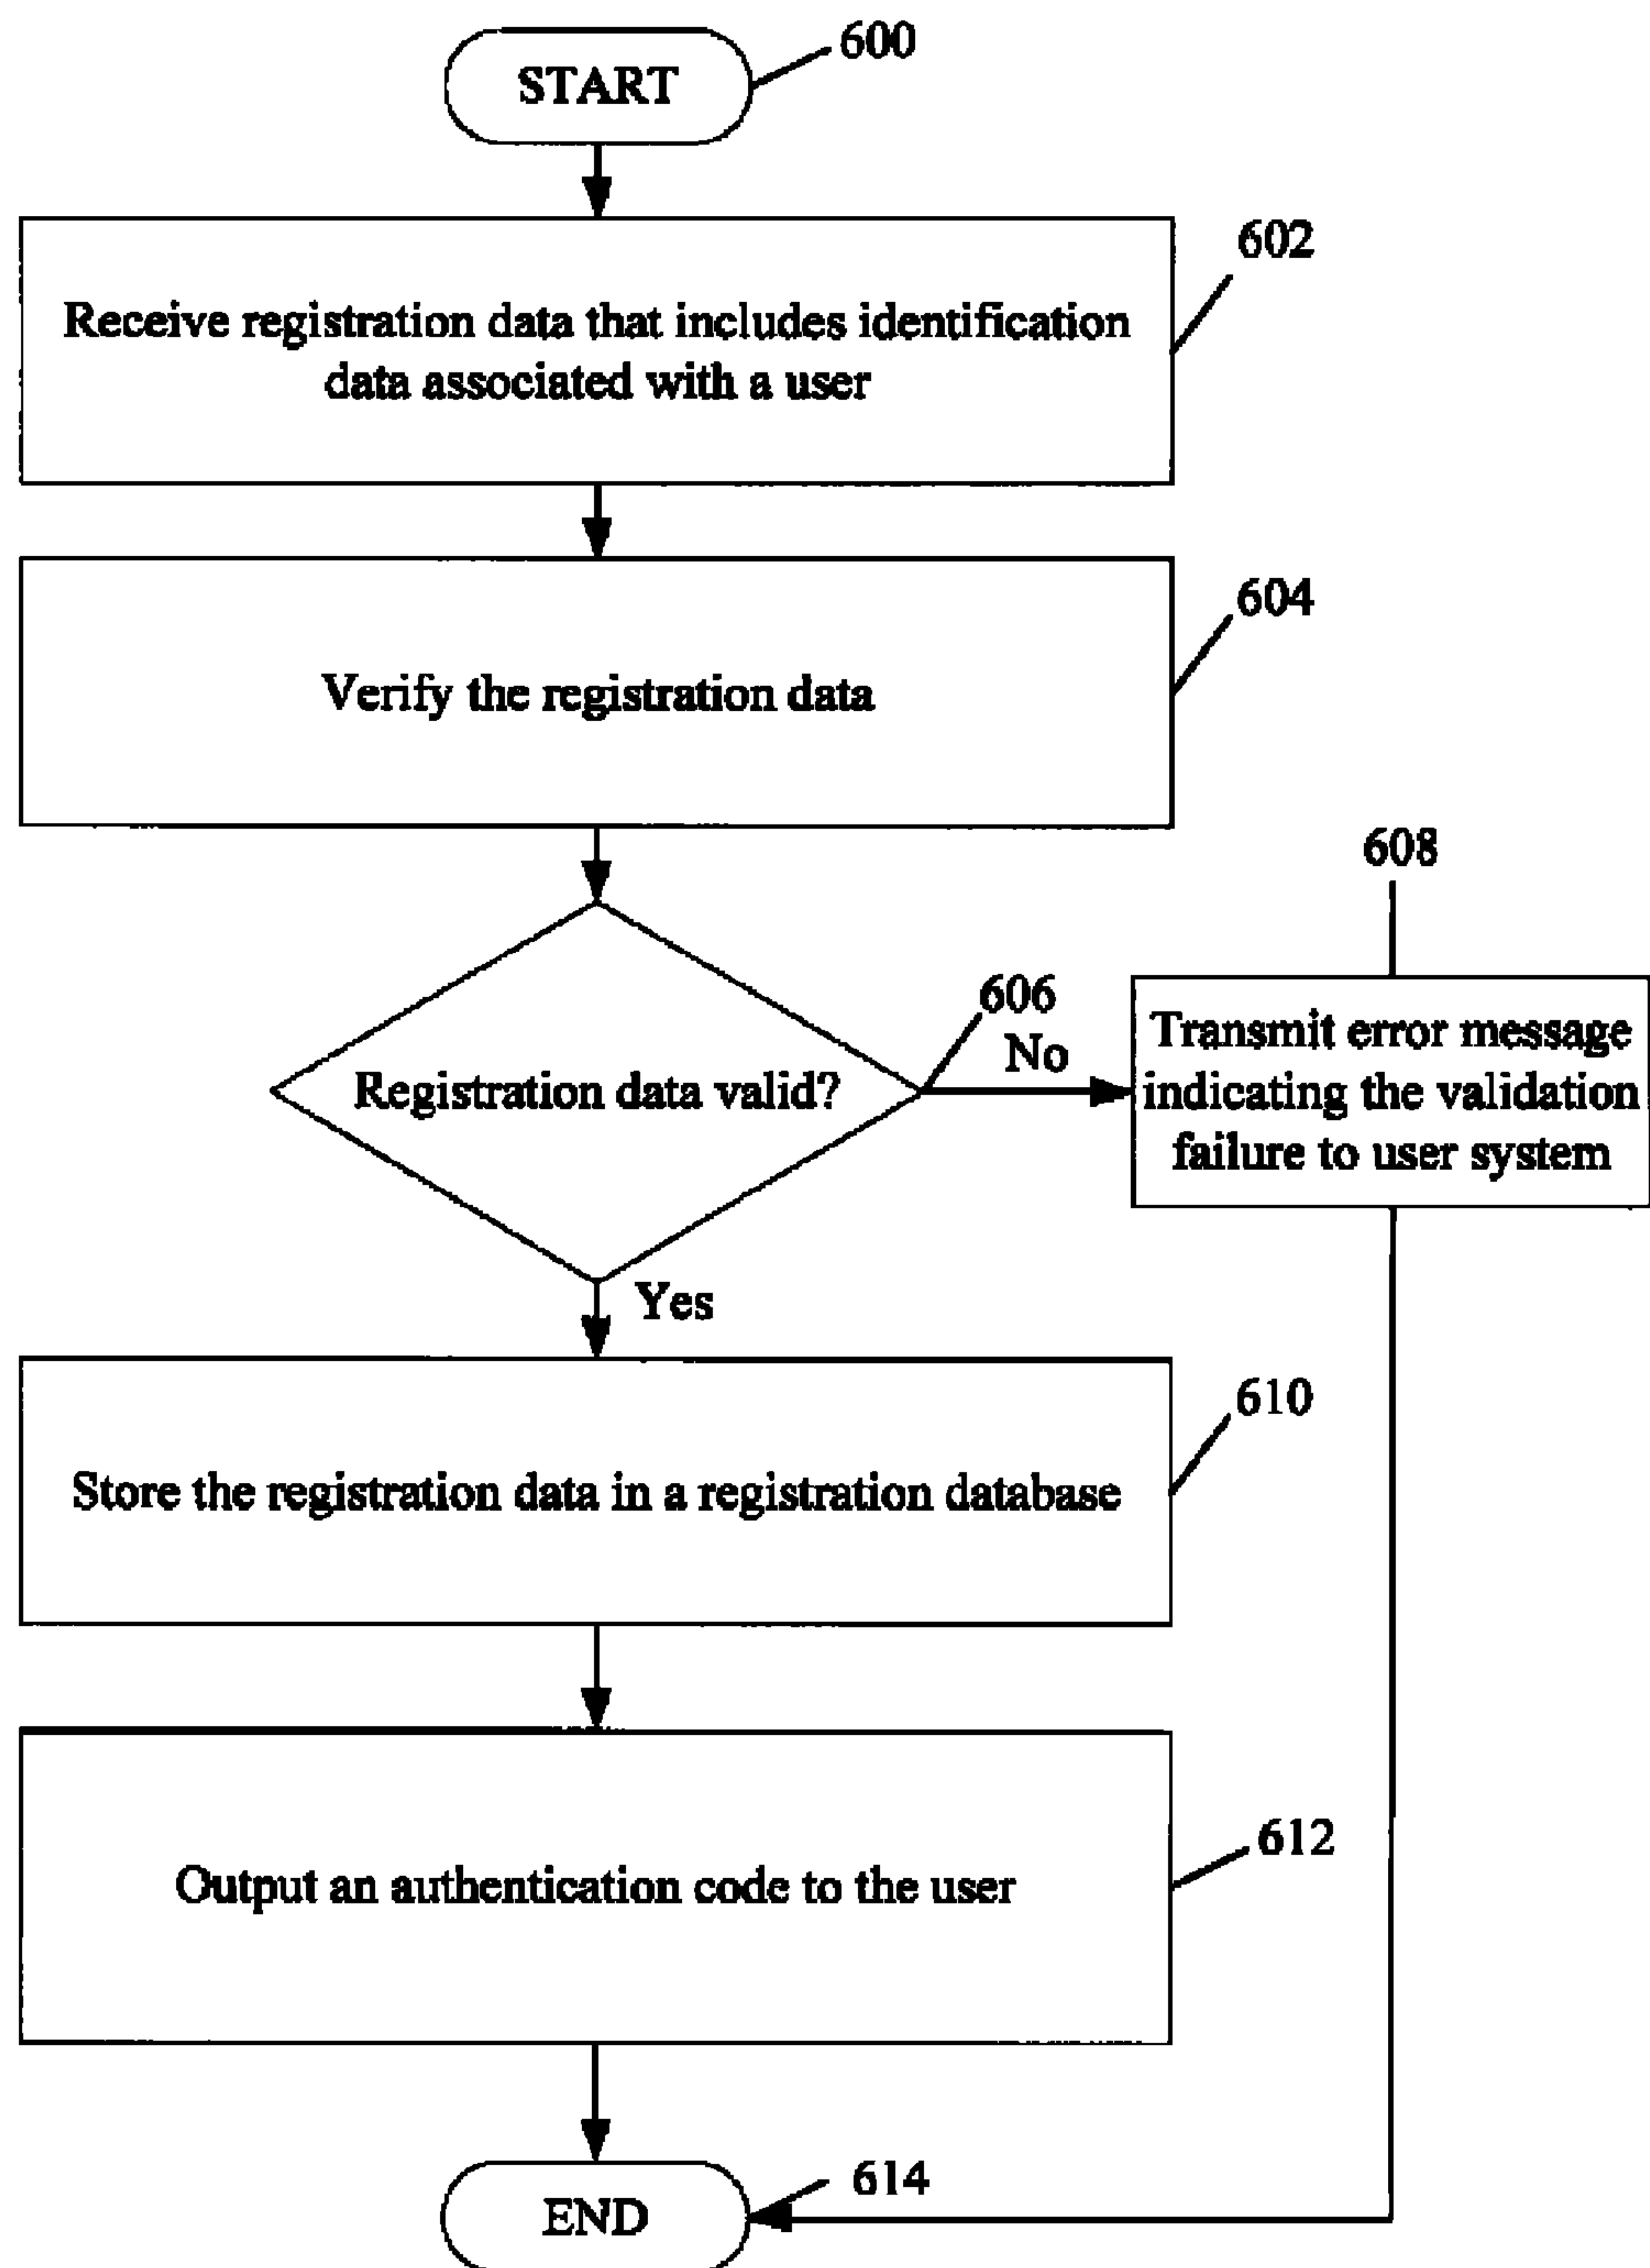 START
600
Receive registration data that includes identification
data associated with a user
602
Verify the registration data
604
Registration data valid?
606
No
608
Transmit error message
indicating the validation
failure to user system
Yes
Store the registration data in a registration database
610
Output an authentication code to the user
612
END
614